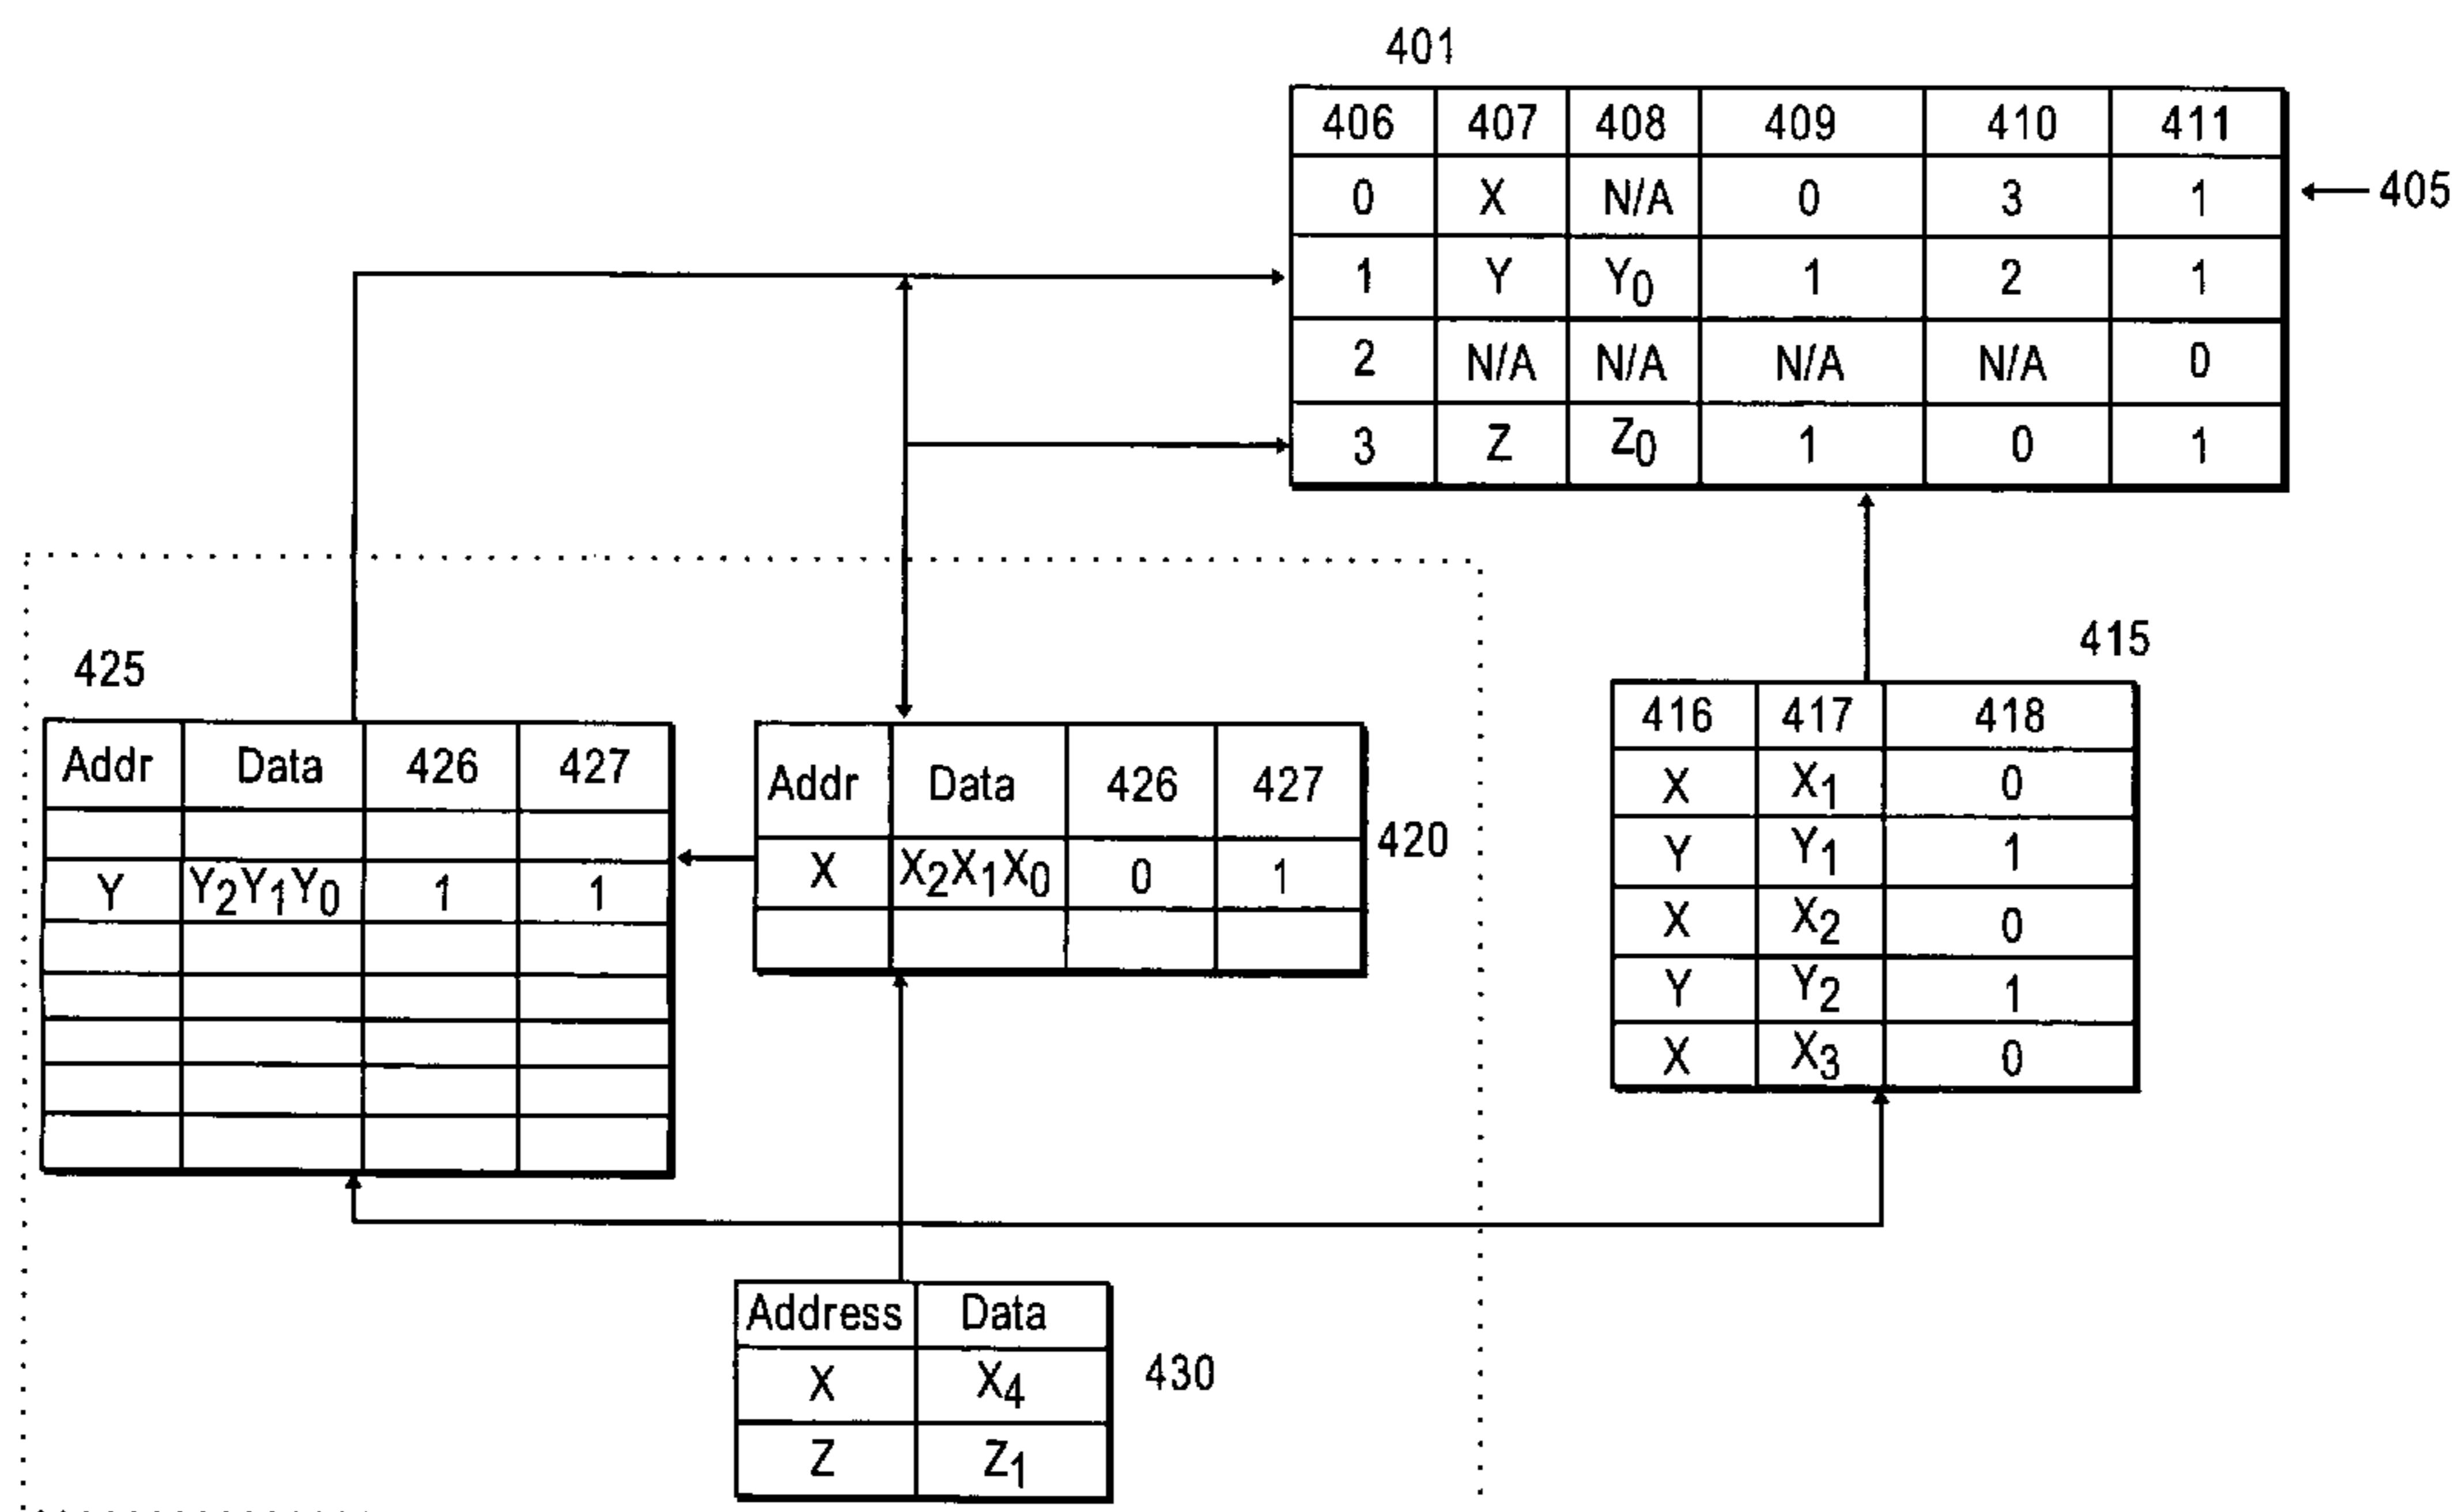 401
406 407 408 409 410 411
0 X N/A 0 3 1
405
1 Y Y0 1 2 1
2 N/A N/A N/A N/A 0
3 Z Z0 1 0 1
425
Addr Data 426 427
Y Y2Y1Y0 1 1
Addr Data 426 427
420
X X2X1X0 0 1
415
416 417 418
X X1 0
Y Y1 1
X X2 0
Y Y2 1
X X3 0
Address Data
X X4
430
Z Z1